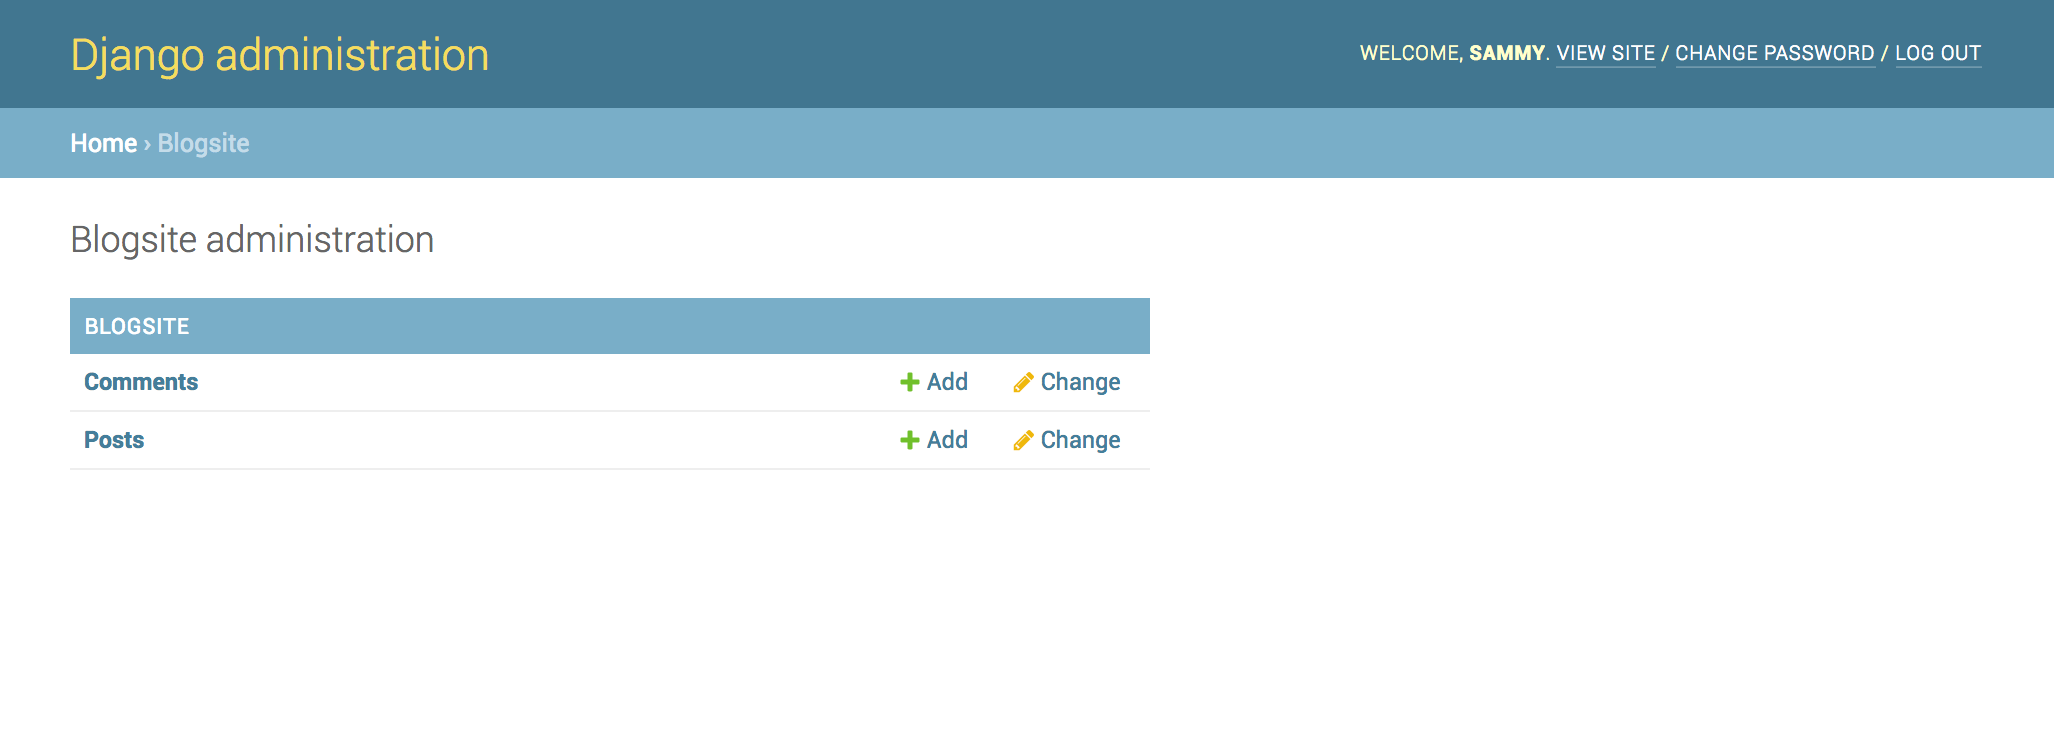 Django administration
WELCOME, SAMMY. VIEW SITE / CHANGE PASSWORD / LOG OUT
Home › Blogsite
Blogsite administration
BLOGSITE
Comments Add Change
Posts Add Change